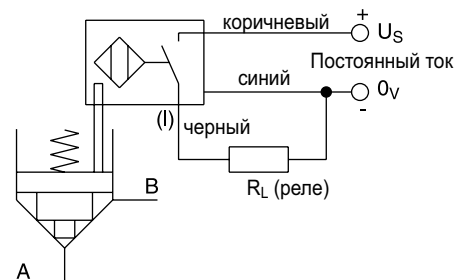 коричневый
+
U_S
Постоянный ток
синий
0_V
-
(I)
черный
R_L (реле)
B
A